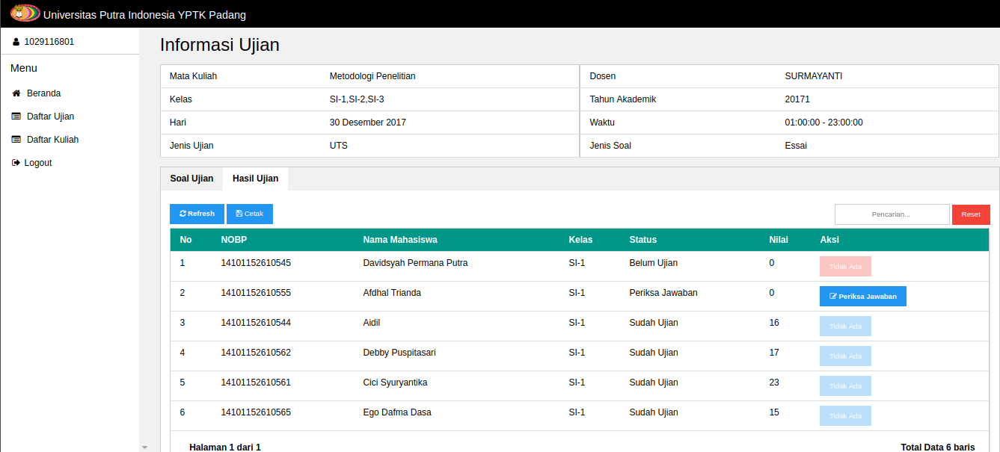 Universitas Putra Indonesia YPTK Padang
1029116801
Menu
Beranda
Daftar Ujian
Daftar Kuliah
Logout
Informasi Ujian
Mata Kuliah Metodologi Penelitian Dosen SURMAYANTI
Kelas SI-1,SI-2,SI-3 Tahun Akademik 20171
Hari 30 Desember 2017 Waktu 01:00:00 - 23:00:00
Jenis Ujian UTS Jenis Soal Essai
Soal Ujian Hasil Ujian
Refresh Cetak Pencarian... Reset
No NOBP Nama Mahasiswa Kelas Status Nilai Aksi
1 14101152610545 Davidsyah Permana Putra SI-1 Belum Ujian 0 Tidak Ada
2 14101152610555 Afdhal Trianda SI-1 Periksa Jawaban 0 Periksa Jawaban
3 14101152610544 Aidil SI-1 Sudah Ujian 16 Tidak Ada
4 14101152610562 Debby Puspitasari SI-1 Sudah Ujian 17 Tidak Ada
5 14101152610561 Cici Syuryantika SI-1 Sudah Ujian 23 Tidak Ada
6 14101152610565 Ego Dafma Dasa SI-1 Sudah Ujian 15 Tidak Ada
Halaman 1 dari 1 Total Data 6 baris